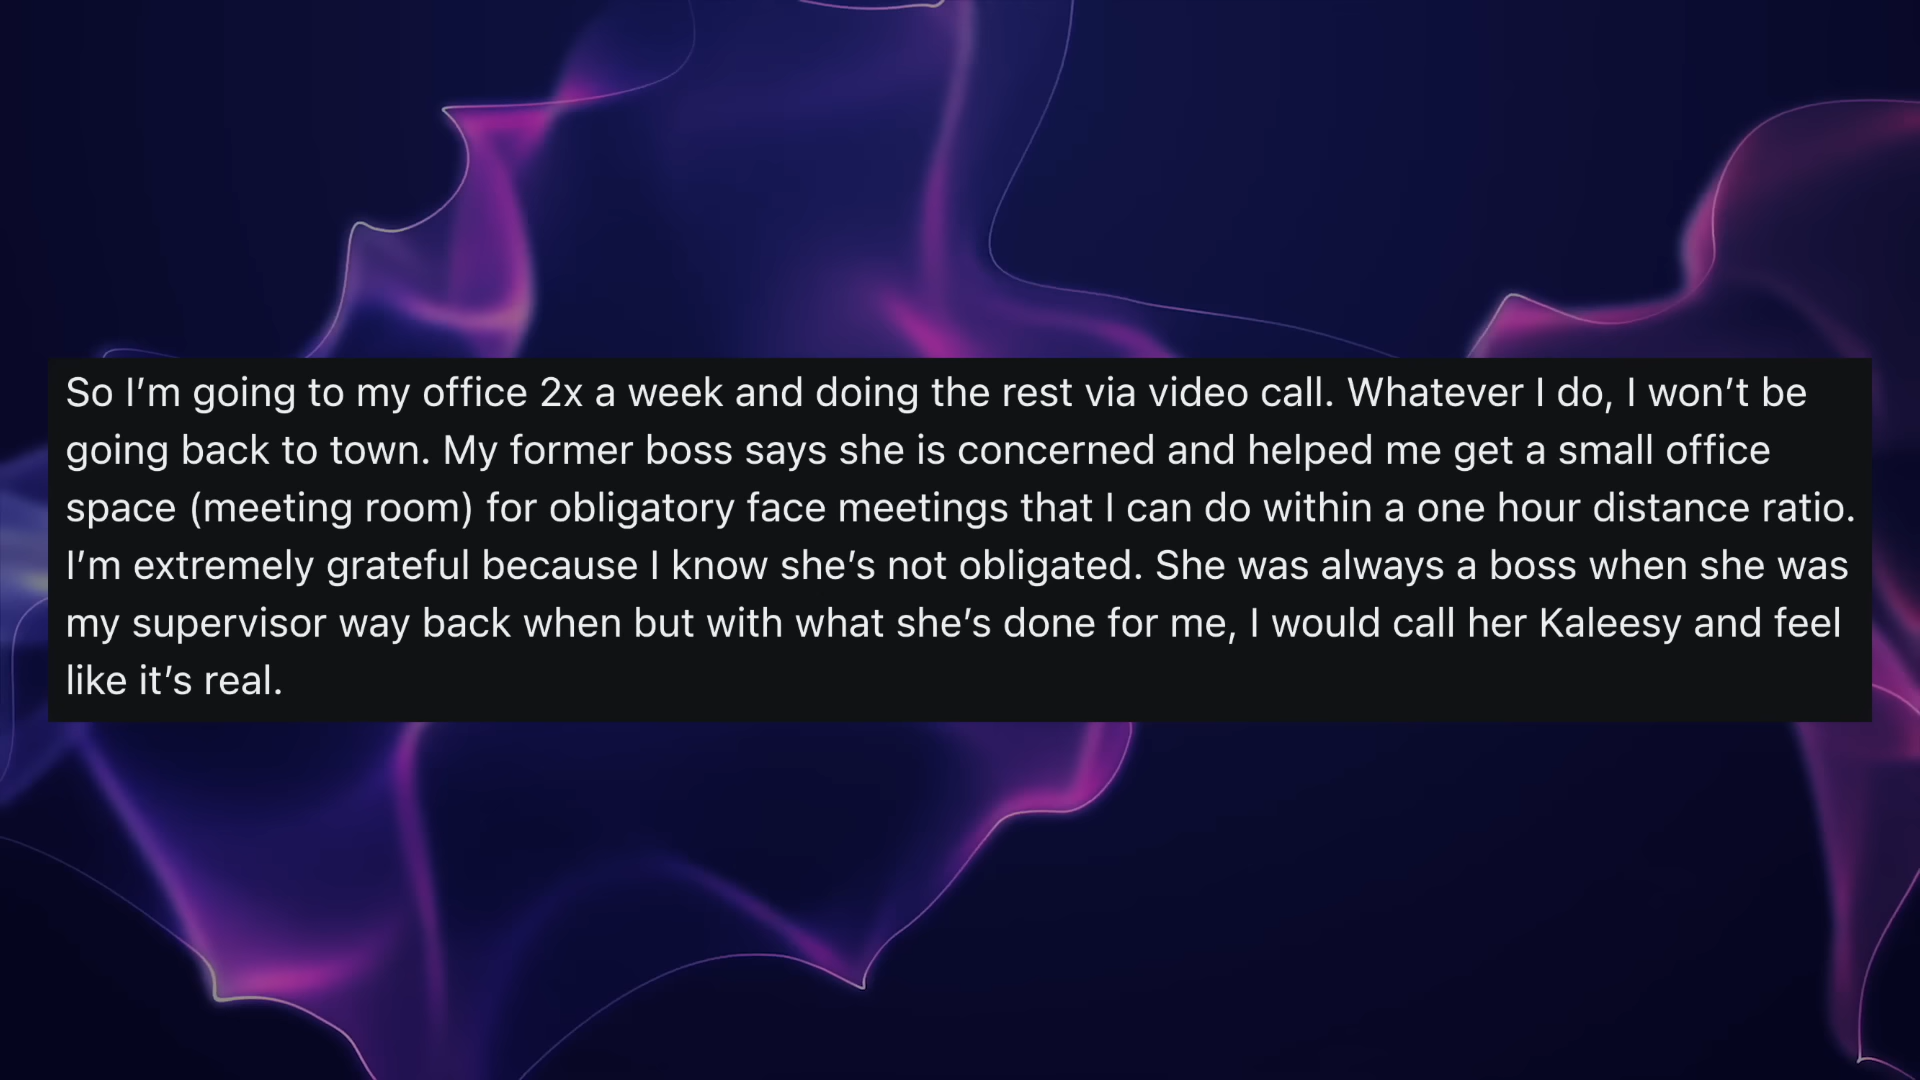 So I’m going to my office 2x a week and doing the rest via video call. Whatever I do, I won’t be
going back to town. My former boss says she is concerned and helped me get a small office
space (meeting room) for obligatory face meetings that I can do within a one hour distance ratio.
I’m extremely grateful because I know she’s not obligated. She was always a boss when she was
my supervisor way back when but with what she’s done for me, I would call her Kaleesy and feel
like it’s real.